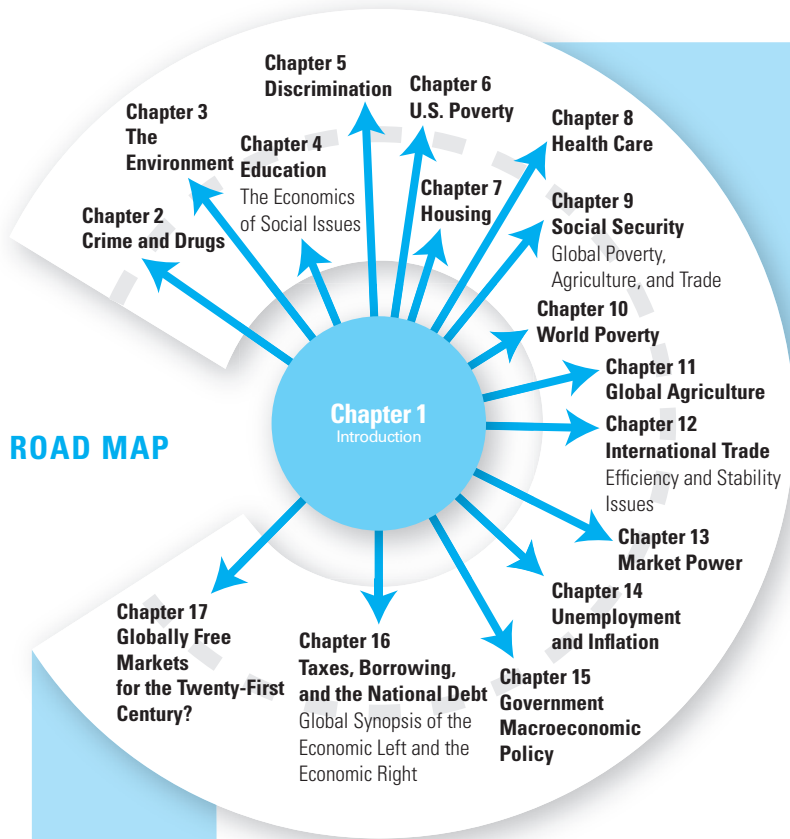 ROAD MAP
Chapter 1
Introduction
Chapter 2
Crime and Drugs
Chapter 3
The
Environment
Chapter 4
Education
The Economics
of Social Issues
Chapter 5
Discrimination
Chapter 6
U.S. Poverty
Chapter 7
Housing
Chapter 8
Health Care
Chapter 9
Social Security
Global Poverty,
Agriculture, and Trade
Chapter 10
World Poverty
Chapter 11
Global Agriculture
Chapter 12
International Trade
Efficiency and Stability
Issues
Chapter 13
Market Power
Chapter 14
Unemployment
and Inflation
Chapter 15
Government
Macroeconomic
Policy
Chapter 16
Taxes, Borrowing,
and the National Debt
Global Synopsis of the
Economic Left and the
Economic Right
Chapter 17
Globally Free
Markets
for the Twenty-First
Century?